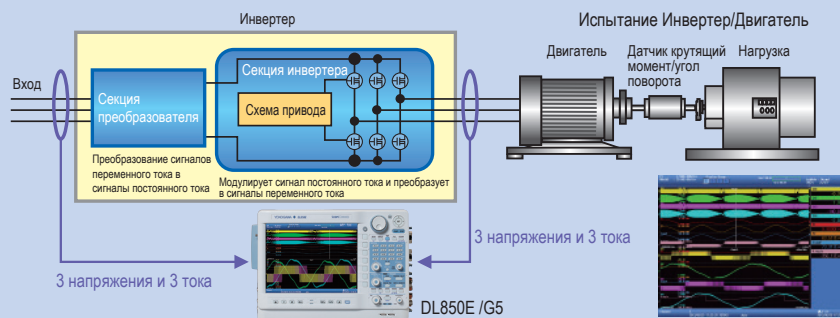 Инвертер
Испытание Инвертер/Двигатель
Вход
Секция
преобразователя
Секция инвертера
Схема привода
Двигатель
Датчик крутящий
момент/угол
поворота
Нагрузка
Преобразование сигналов
переменного тока в
сигналы постоянного тока
Модулирует сигнал постоянного тока и преобразует
в сигналы переменного тока
3 напряжения и 3 тока
3 напряжения и 3 тока
DL850E /G5